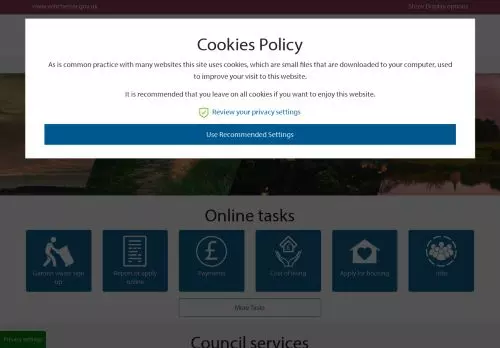 www.winchester.gov.uk
Show Display options
Cookies Policy
As is common practice with many websites this site uses cookies, which are small files that are downloaded to your computer, used
to improve your visit to this website.
It is recommended that you leave on all cookies if you want to enjoy this website.
Review your privacy settings
Use Recommended Settings
Online tasks
Garden waste sign
up
Report or apply
online
Payments
Cost of living
Apply for housing
Jobs
More Tasks
Privacy settings
Council services